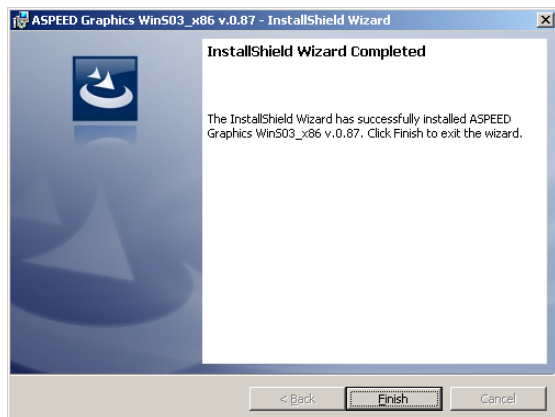 ASPEED Graphics WinS03_x86 v.0.87 - InstallShield Wizard
InstallShield Wizard Completed
The InstallShield Wizard has successfully installed ASPEED
Graphics WinS03_x86 v.0.87. Click Finish to exit the wizard.
< Back
Finish
Cancel